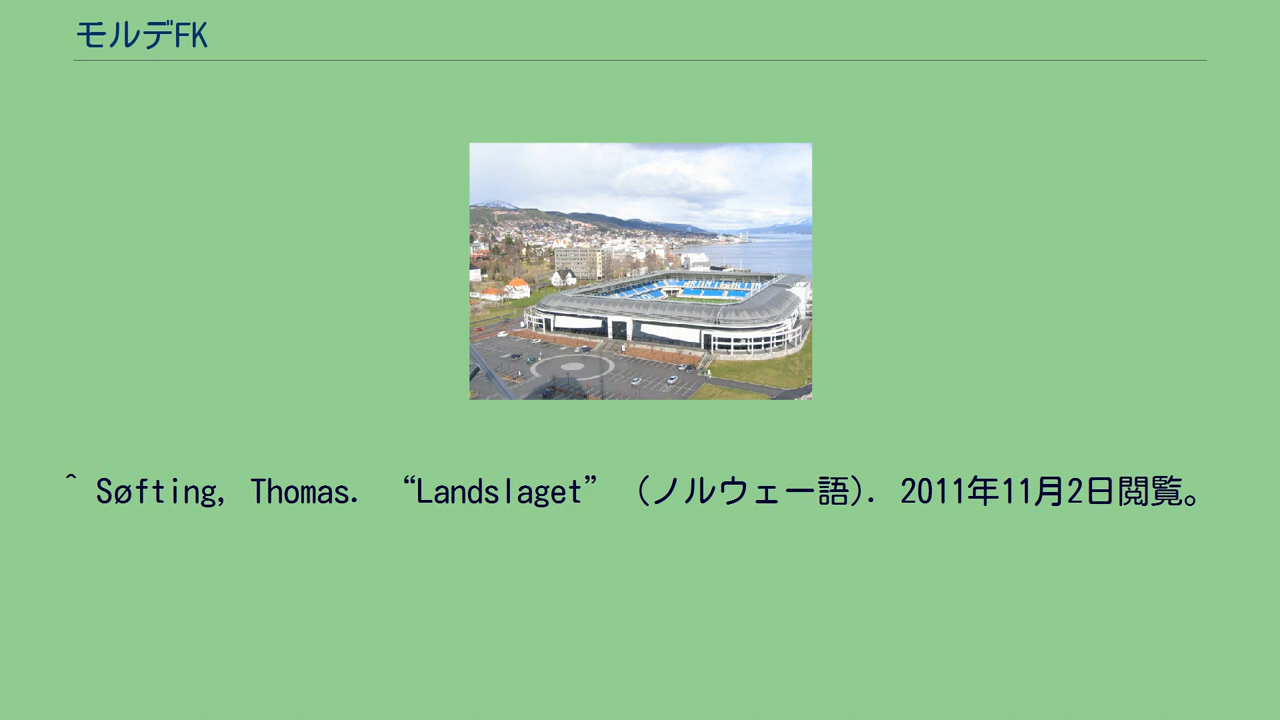 モルデFK
^ Søfting, Thomas. “Landslaget” (ノルウェー語). 2011年11月2日閲覧。